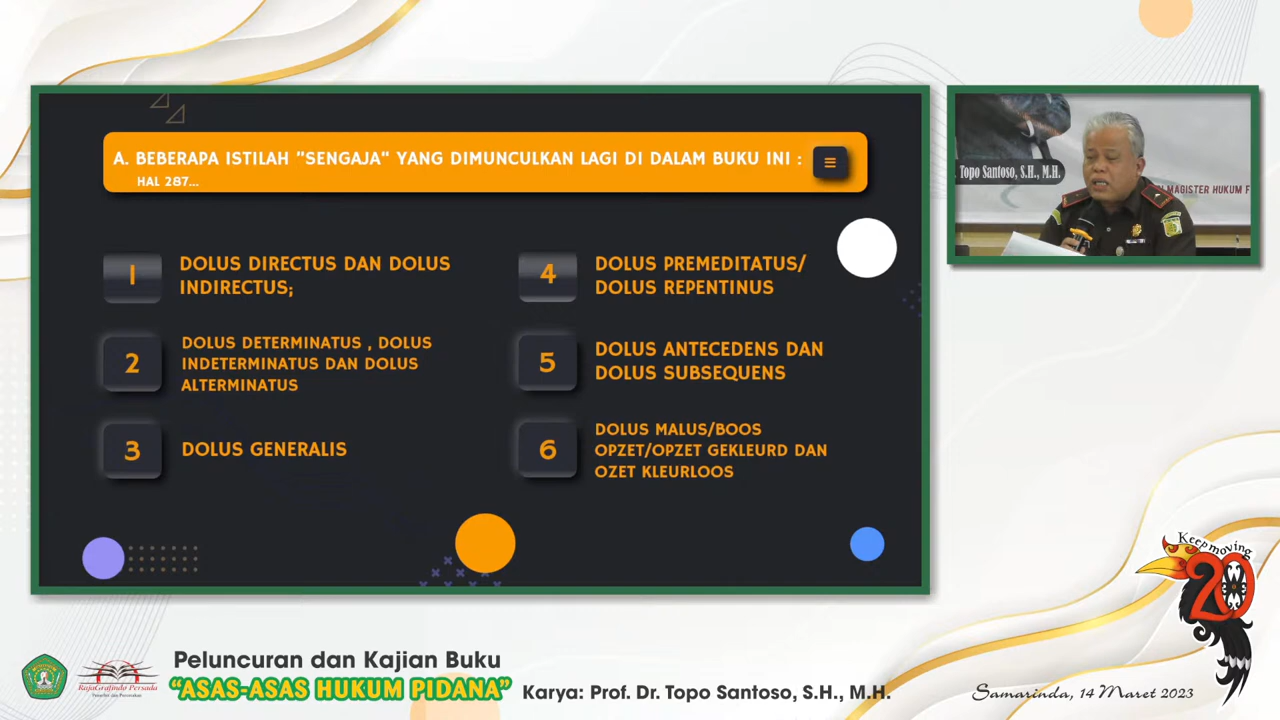 A. BEBERAPA ISTILAH "SENGAJA" YANG DIMUNCULKAN LAGI DI DALAM BUKU INI :
HAL 287...
1
DOLUS DIRECTUS DAN DOLUS
INDIRECTUS;
2
DOLUS DETERMINATUS , DOLUS
INDETERMINATUS DAN DOLUS
ALTERMINATUS
3
DOLUS GENERALIS
4
DOLUS PREMEDITATUS/
DOLUS REPENTINUS
5
DOLUS ANTECEDENS DAN
DOLUS SUBSEQUENS
6
DOLUS MALUS/BOOS
OPZET/OPZET GEKLEURD DAN
OZET KLEURLOOS
Topo Santoso, S.H., M.H.
MAGISTER HUKUM F
Keep moving
20
RajaGrafindo Persada
Peluncuran dan Kajian Buku
"ASAS-ASAS HUKUM PIDANA"
Karya: Prof. Dr. Topo Santoso, S.H., M.H.
Samarinda, 14 Maret 2023